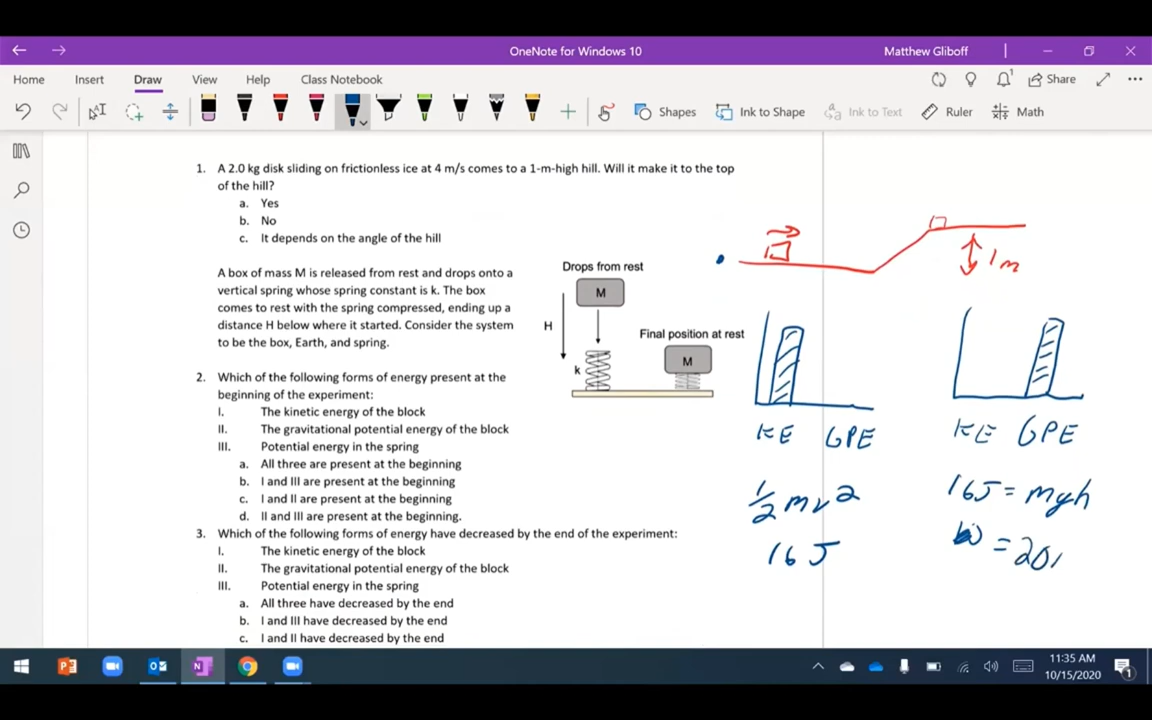 OneNote for Windows 10
Matthew Gliboff
Home Insert Draw View Help Class Notebook
Share
Shapes Ink to Shape Ink to Text Ruler Math
1. A 2.0 kg disk sliding on frictionless ice at 4 m/s comes to a 1-m-high hill. Will it make it to the top
of the hill?
a. Yes
b. No
c. It depends on the angle of the hill
1m
A box of mass M is released from rest and drops onto a
vertical spring whose spring constant is k. The box
comes to rest with the spring compressed, ending up a
distance H below where it started. Consider the system
to be the box, Earth, and spring.
Drops from rest
M
H
k
Final position at rest
M
KE GPE
KE GPE
½mv²
16J
16J = mgh
= 20J
2. Which of the following forms of energy present at the
beginning of the experiment:
I. The kinetic energy of the block
II. The gravitational potential energy of the block
III. Potential energy in the spring
a. All three are present at the beginning
b. I and III are present at the beginning
c. I and II are present at the beginning
d. II and III are present at the beginning.
3. Which of the following forms of energy have decreased by the end of the experiment:
I. The kinetic energy of the block
II. The gravitational potential energy of the block
III. Potential energy in the spring
a. All three have decreased by the end
b. I and III have decreased by the end
c. I and II have decreased by the end
11:35 AM
10/15/2020